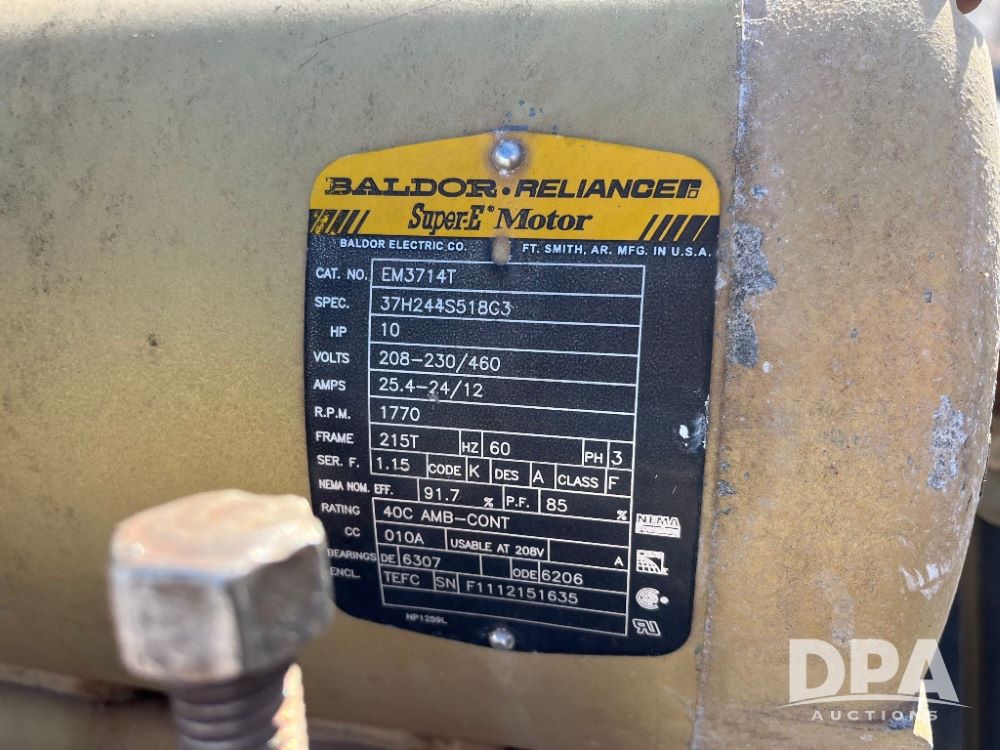 BALDOR • RELIANCER
Super-E® Motor
BALDOR ELECTRIC CO. FT. SMITH, AR. MFG. IN U.S.A.
CAT. NO. EM3714T
SPEC. 37H244S518G3
HP 10
VOLTS 208-230/460
AMPS 25.4-24/12
R.P.M. 1770
FRAME 215T HZ 60 PH 3
SER. F. 1.15 CODE K DES A CLASS F
NEMA NOM. EFF. 91.7 % P.F. 85 %
RATING 40C AMB-CONT
NEMA
CC 010A USABLE AT 208V A
BEARINGS DE 6307 ODE 6206
ENCL. TEFC SN F1112151635
NP1259L
DPA
AUCTIONS